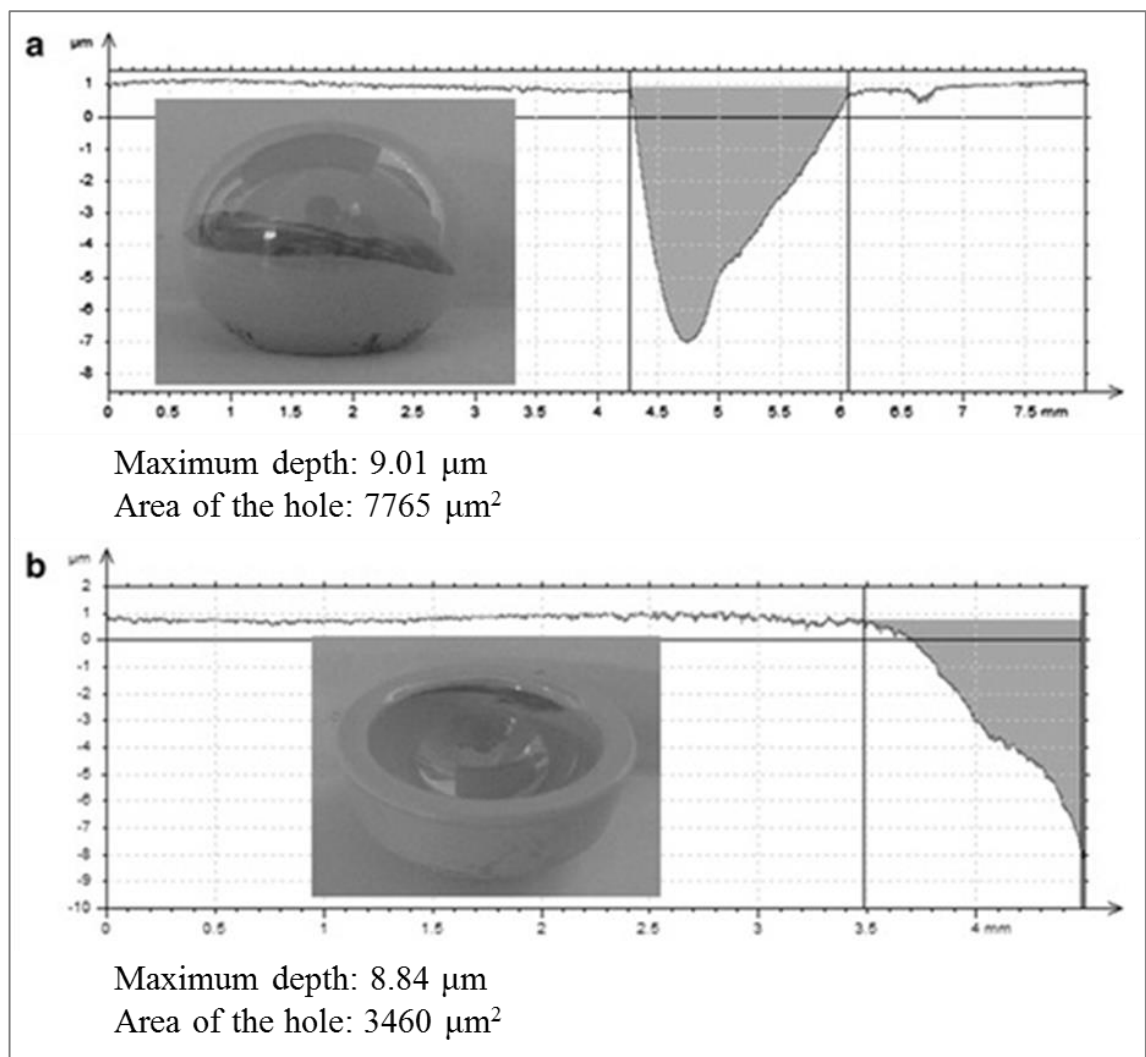 a
µm
1
0
-1
-2
-3
-4
-5
-6
-7
-8
0 0.5 1 1.5 2 2.5 3 3.5 4 4.5 5 5.5 6 6.5 7 7.5 mm
Maximum depth: 9.01 µm
Area of the hole: 7765 µm²
b
µm
2
1
0
-1
-2
-3
-4
-5
-6
-7
-8
-9
-10
0 0.5 1 1.5 2 2.5 3 3.5 4 mm
Maximum depth: 8.84 µm
Area of the hole: 3460 µm²